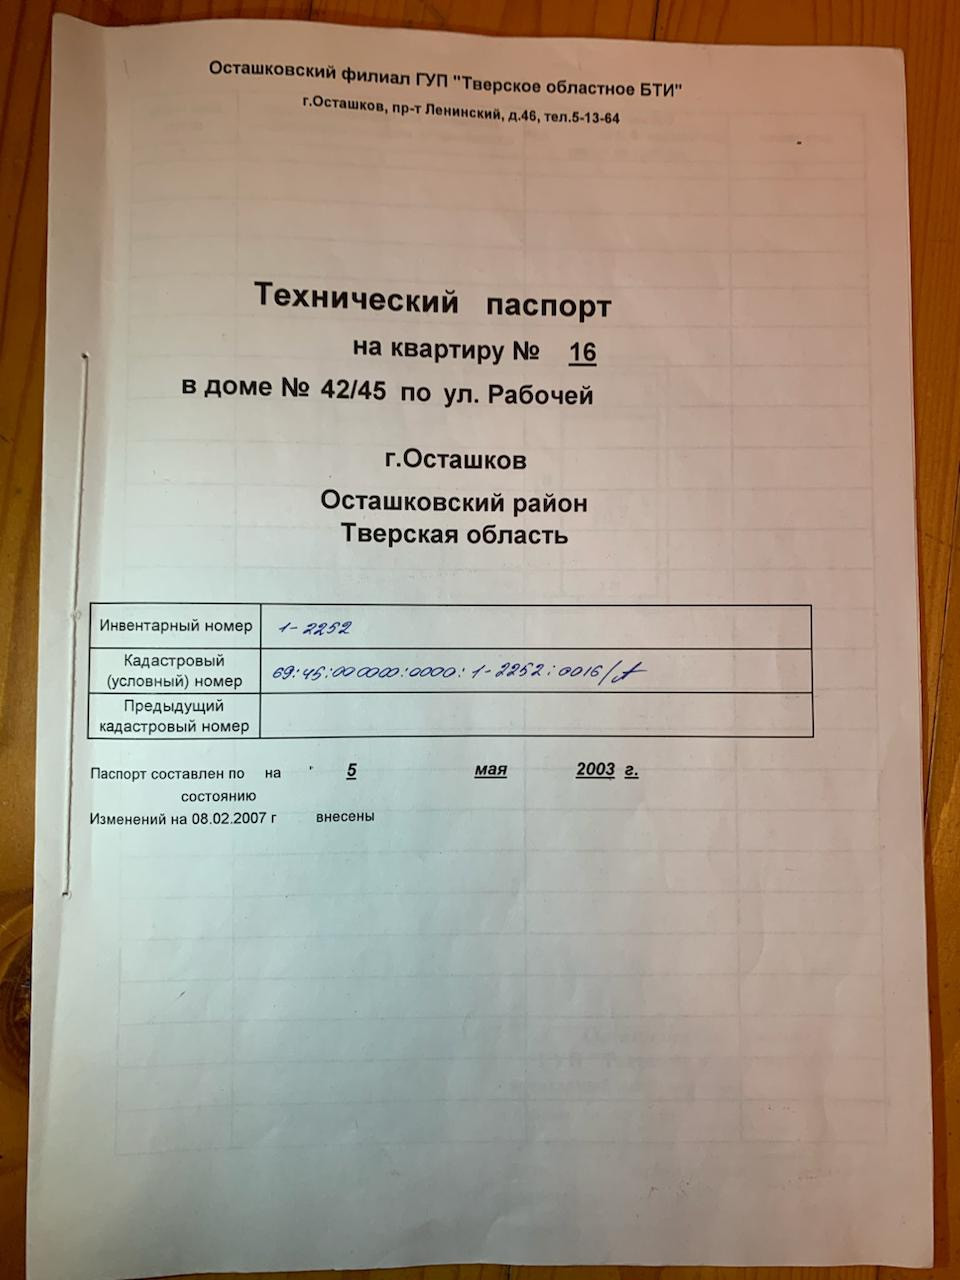 Осташковский филиал ГУП "Тверское областное БТИ"
г.Осташков, пр-т Ленинский, д.46, тел.5-13-64
Технический паспорт
на квартиру № 16
в доме № 42/45 по ул. Рабочей
г.Осташков
Осташковский район
Тверская область
Инвентарный номер 1-2252
Кадастровый (условный) номер 69:45:000000:0000:1-2252:0016/А
Предыдущий кадастровый номер
Паспорт составлен по на 5 мая 2003 г.
состоянию
Изменений на 08.02.2007 г внесены